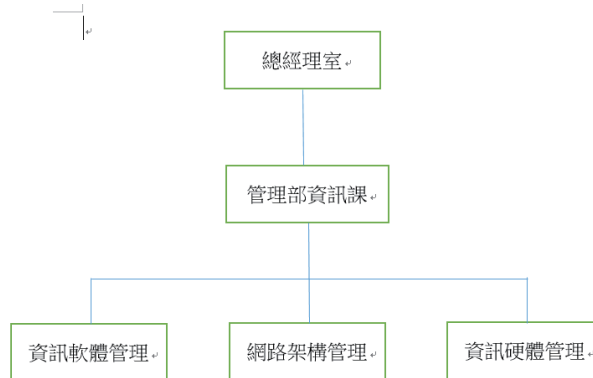 總經理室
管理部資訊課
資訊軟體管理
網路架構管理
資訊硬體管理